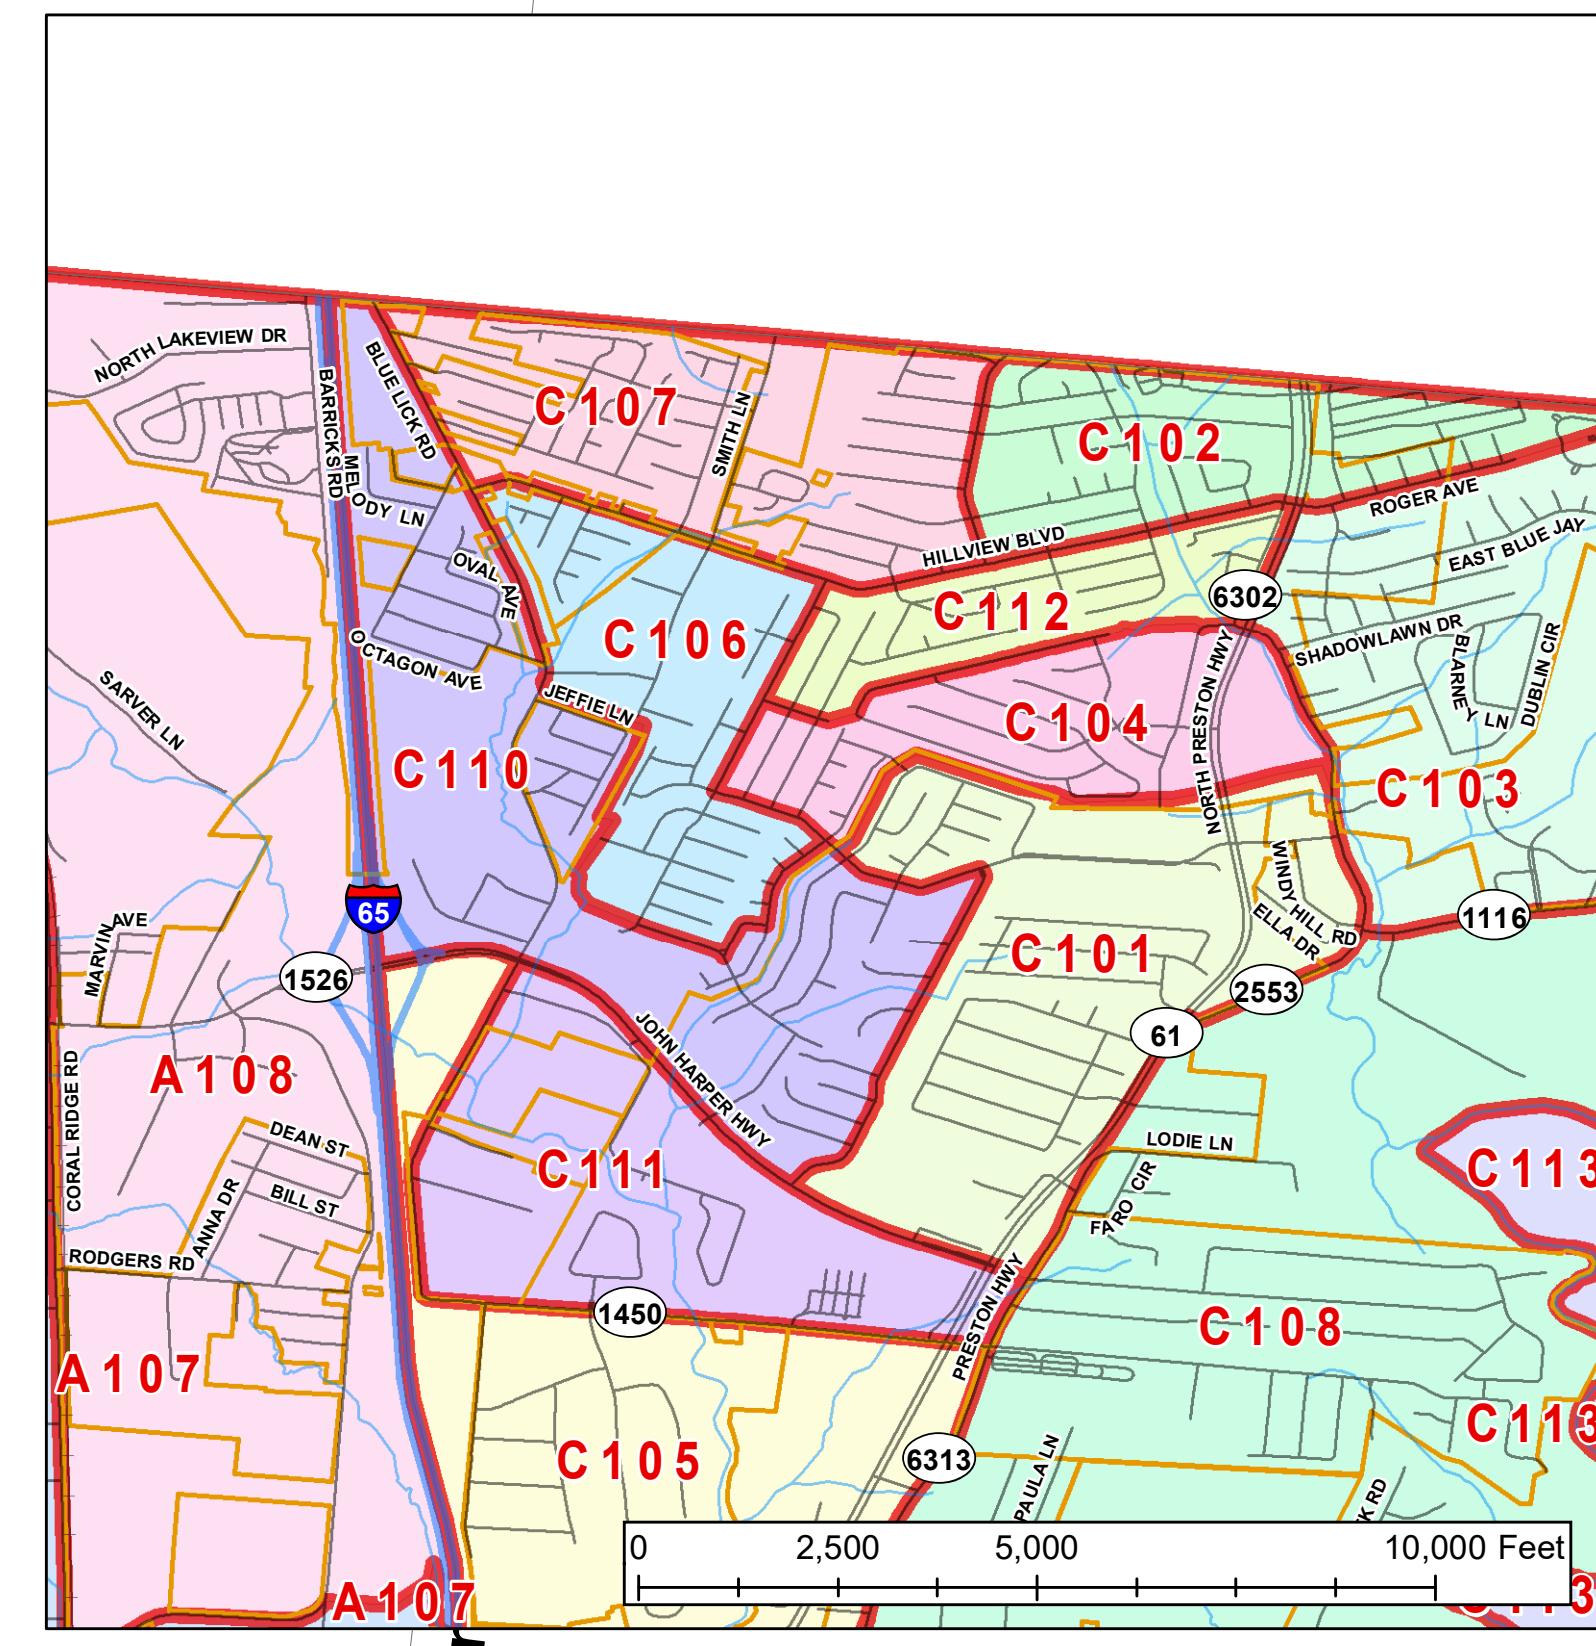 NORTH LAKEVIEW DR
BARRICKS RD
BLUE LICK RD
C107
SMITH LN
C102
ROGER AVE
MELODY LN
HILLVIEW BLVD
EAST BLUE JAY
OVAL AVE
6302
C112
C106
SHADOWLAWN DR
BLARNEY LN
DUBLIN CIR
OCTAGON AVE
JEFFIE LN
SARVER LN
C104
NORTH PRESTON HWY
C110
C103
WINDY HILL RD
ELLA DR
65
1116
MARVIN AVE
C101
1526
2553
61
JOHN HARPER HWY
A108
CORAL RIDGE RD
DEAN ST
LODIE LN
C111
C113
ANNA DR
BILL ST
FARO CIR
RODGERS RD
1450
PRESTON HWY
C108
A107
C113
C105
6313
PAULA LN
K RD
0 2,500 5,000 10,000 Feet
A107